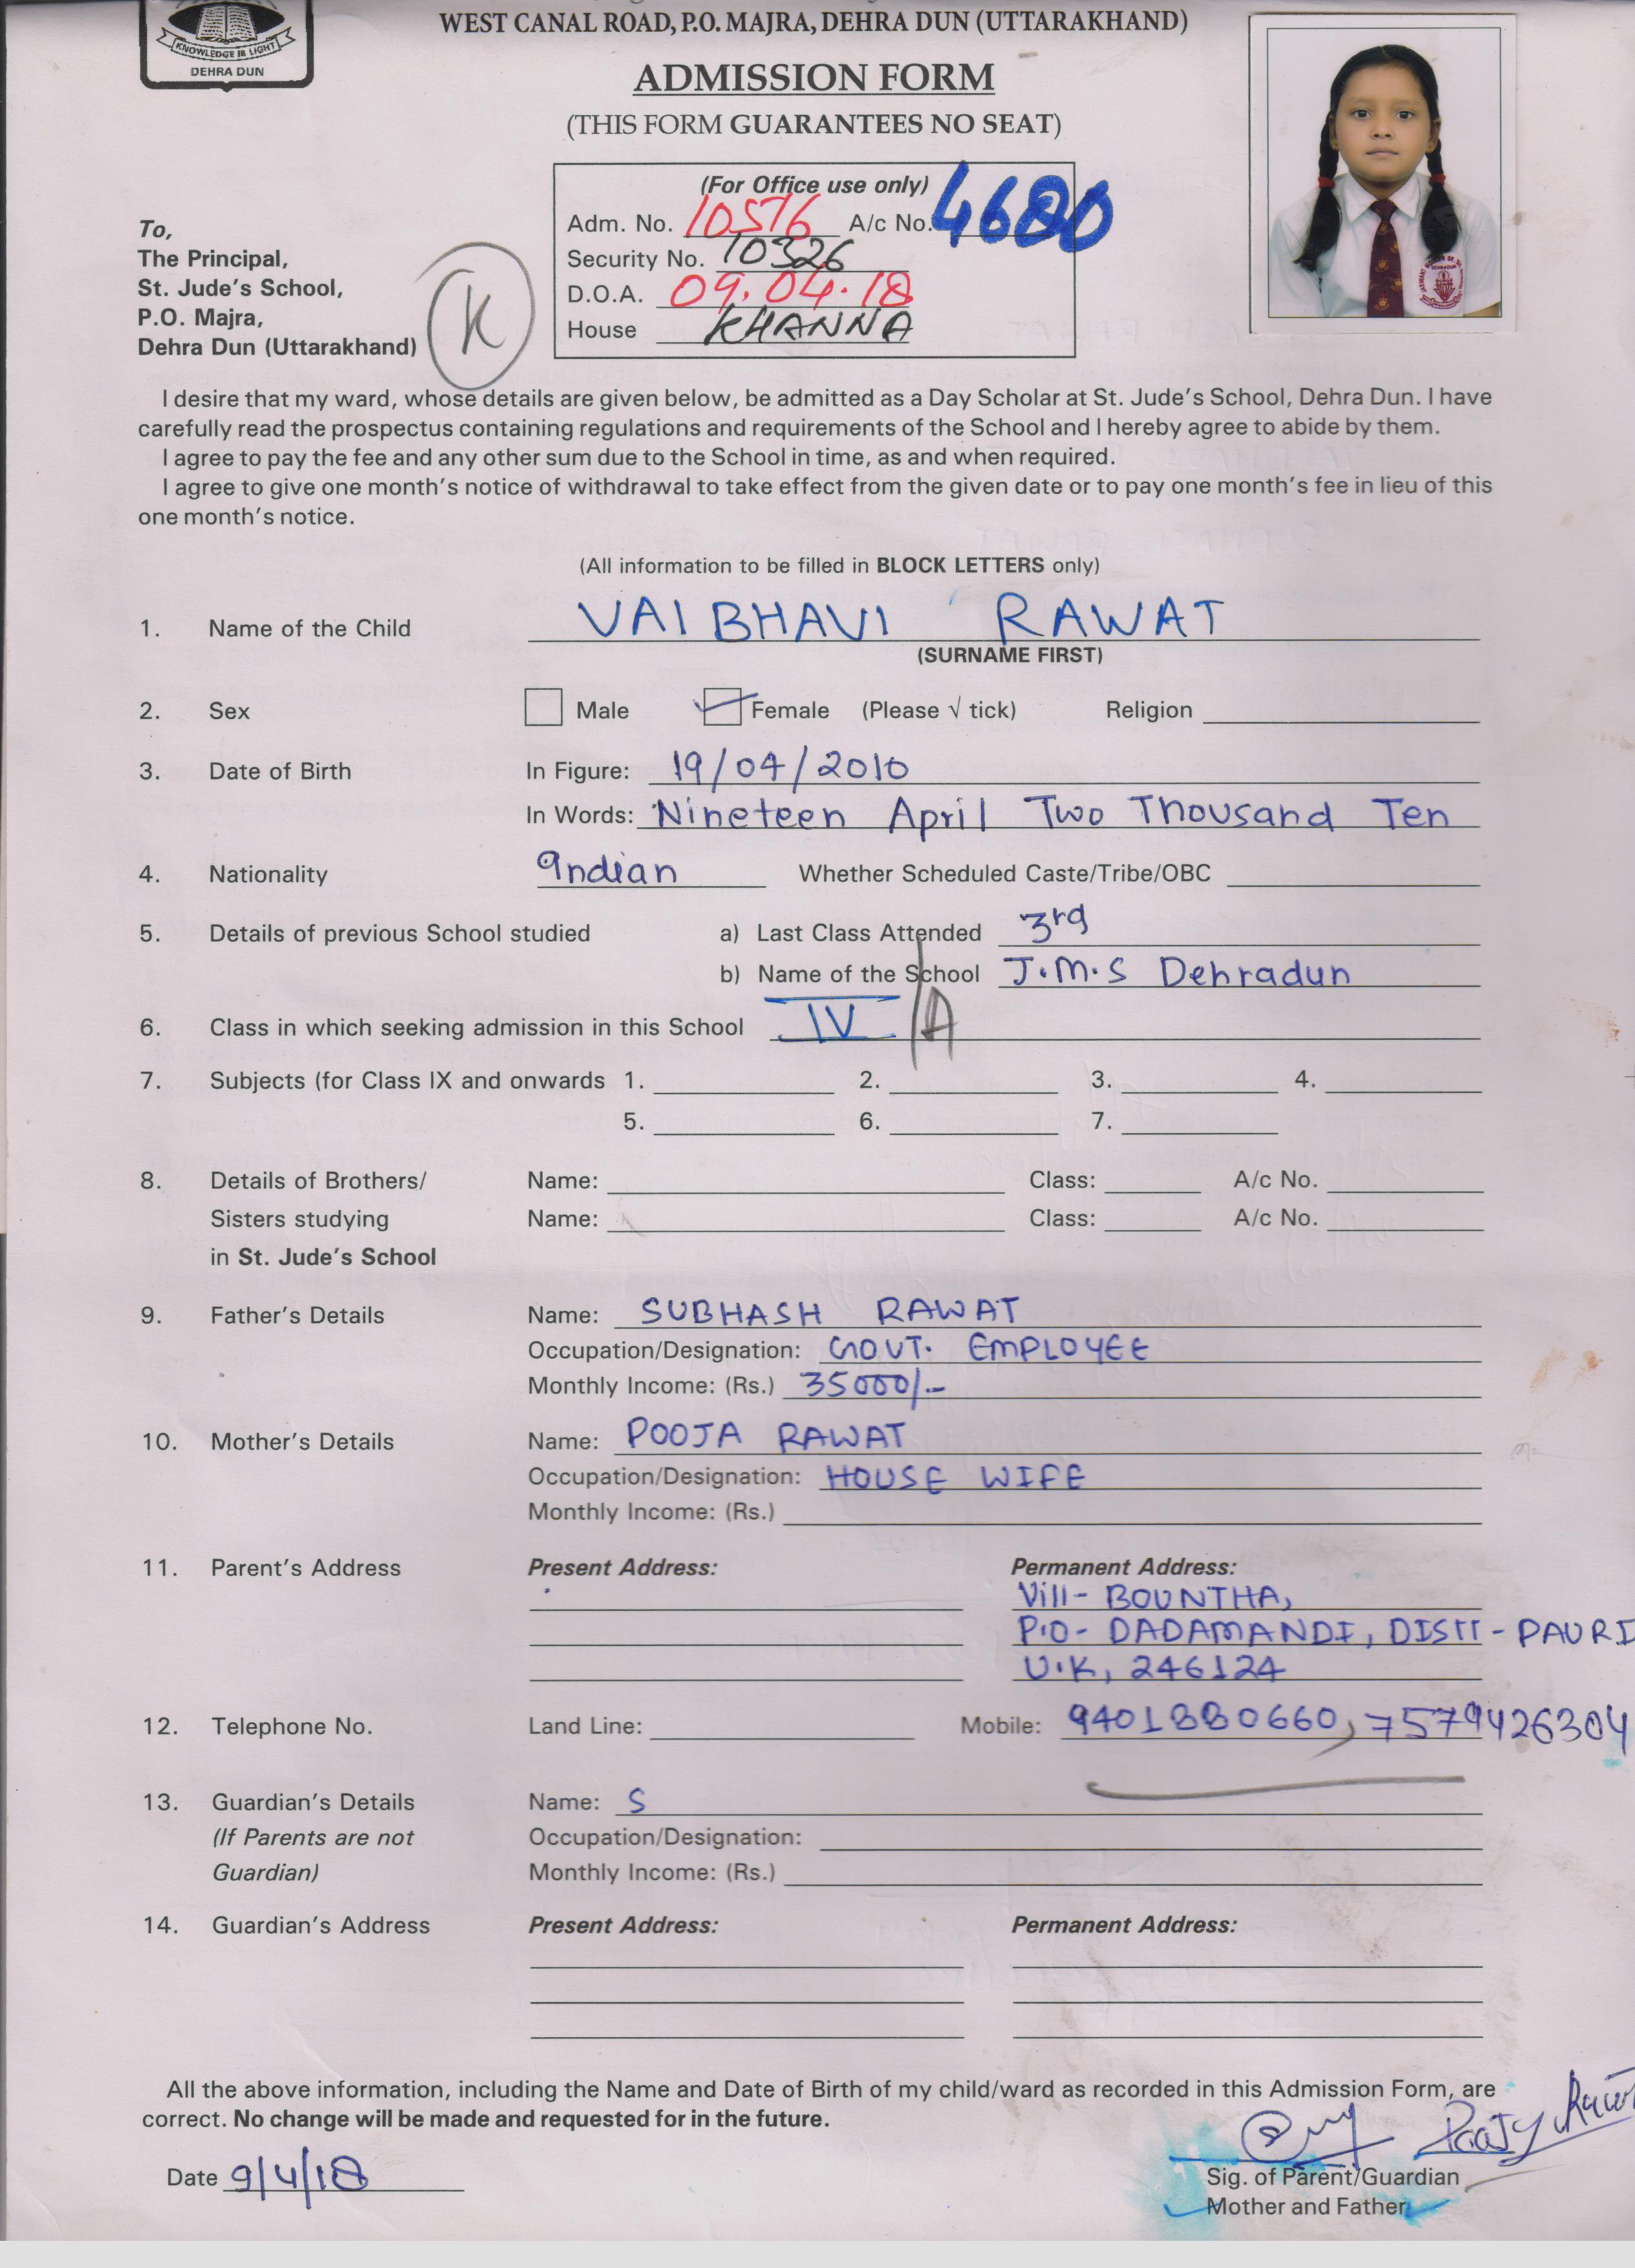 KNOWLEDGE IS LIGHT
DEHRA DUN
WEST CANAL ROAD, P.O. MAJRA, DEHRA DUN (UTTARAKHAND)
ADMISSION FORM
(THIS FORM GUARANTEES NO SEAT)
(For Office use only)
Adm. No. 10576 A/c No. 4680
Security No. 10326
D.O.A. 09.04.18
House KHANNA
To,
The Principal,
St. Jude's School,
P.O. Majra,
Dehra Dun (Uttarakhand)
K
I desire that my ward, whose details are given below, be admitted as a Day Scholar at St. Jude's School, Dehra Dun. I have
carefully read the prospectus containing regulations and requirements of the School and I hereby agree to abide by them.
I agree to pay the fee and any other sum due to the School in time, as and when required.
I agree to give one month's notice of withdrawal to take effect from the given date or to pay one month's fee in lieu of this
one month's notice.
(All information to be filled in BLOCK LETTERS only)
1. Name of the Child VAIBHAVI RAWAT
(SURNAME FIRST)
2. Sex Male Female (Please √ tick) Religion
3. Date of Birth In Figure: 19/04/2010
In Words: Nineteen April Two Thousand Ten
4. Nationality Indian Whether Scheduled Caste/Tribe/OBC
5. Details of previous School studied a) Last Class Attended 3rd
b) Name of the School J.M.S Dehradun
6. Class in which seeking admission in this School IV/A
7. Subjects (for Class IX and onwards 1. 2. 3. 4.
5. 6. 7.
8. Details of Brothers/ Name: Class: A/c No.
Sisters studying Name: Class: A/c No.
in St. Jude's School
9. Father's Details Name: SUBHASH RAWAT
Occupation/Designation: GOVT. EMPLOYEE
Monthly Income: (Rs.) 35000/-
10. Mother's Details Name: POOJA RAWAT
Occupation/Designation: HOUSE WIFE
Monthly Income: (Rs.)
11. Parent's Address Present Address: Permanent Address:
Vill- BOUNTHA,
P.O- DADAMANDI, DISTT- PAURI
U.K, 246124
12. Telephone No. Land Line: Mobile: 9401880660, 7579426304
13. Guardian's Details Name: S
(If Parents are not Occupation/Designation:
Guardian) Monthly Income: (Rs.)
14. Guardian's Address Present Address: Permanent Address:
All the above information, including the Name and Date of Birth of my child/ward as recorded in this Admission Form, are
correct. No change will be made and requested for in the future.
Date 9/4/18
Sig. of Parent/Guardian
Mother and Father